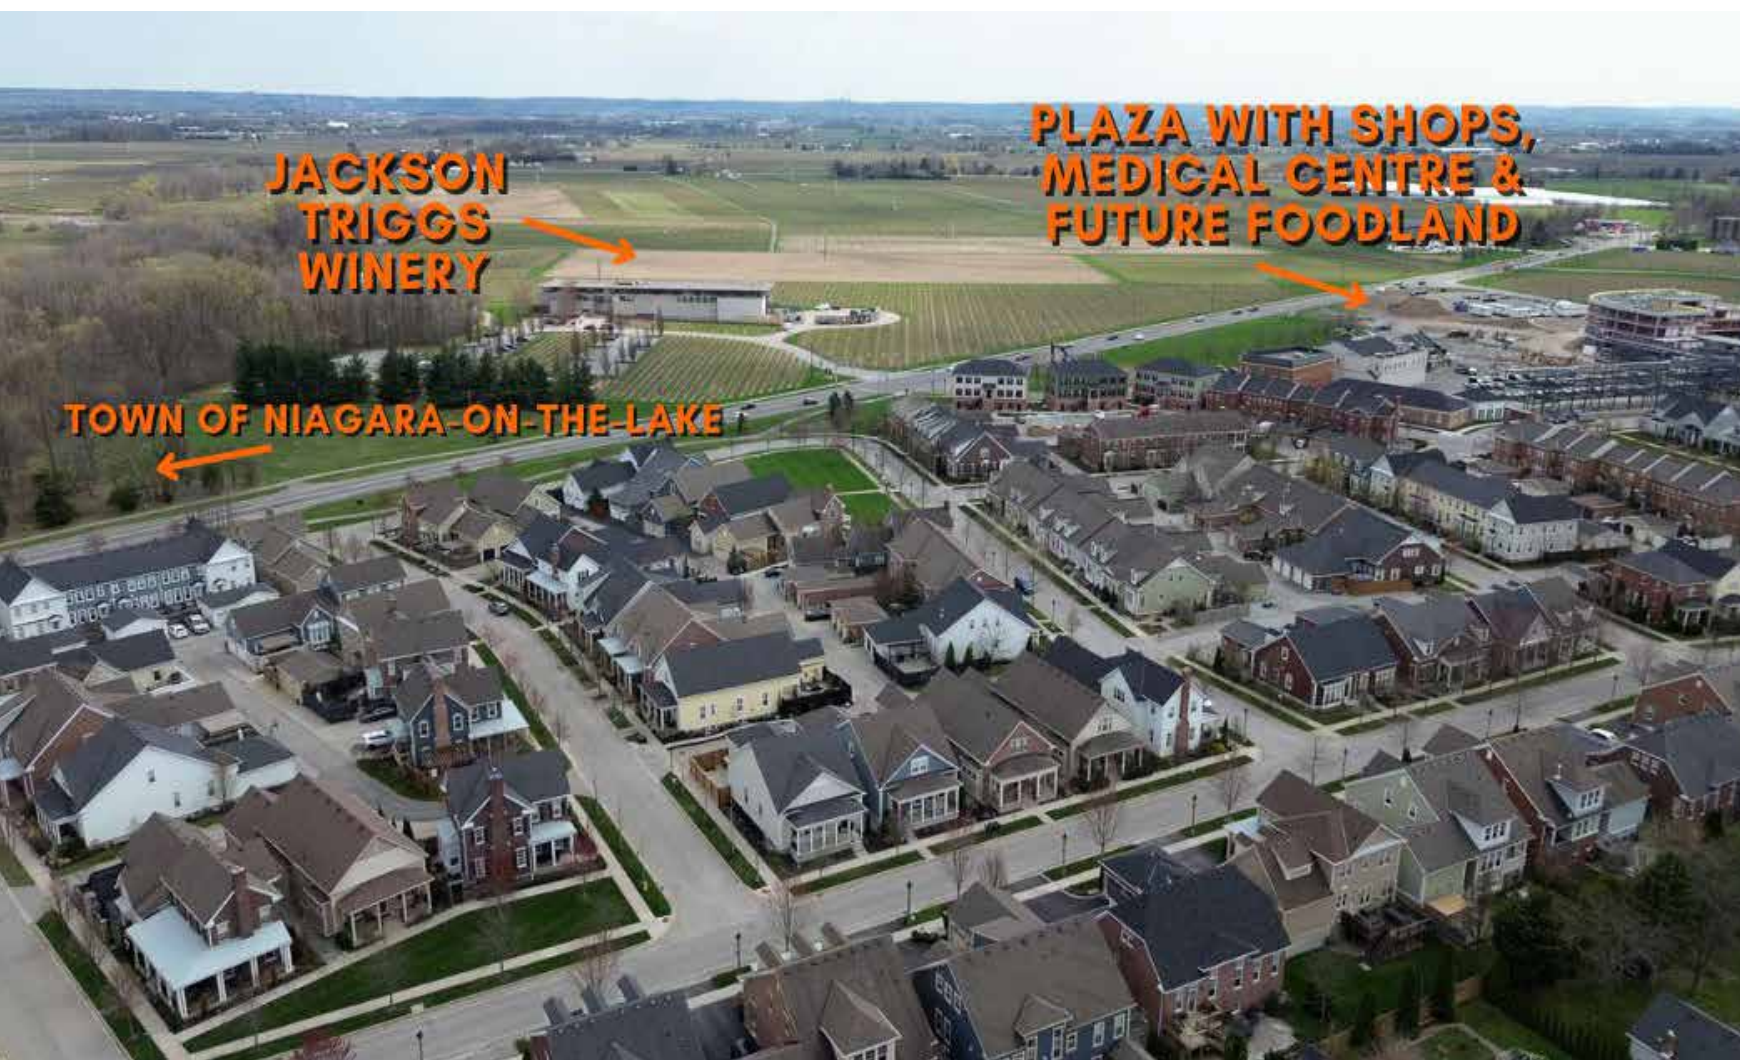 JACKSON
TRIGGS
WINERY
PLAZA WITH SHOPS,
MEDICAL CENTRE &
FUTURE FOODLAND
TOWN OF NIAGARA-ON-THE-LAKE